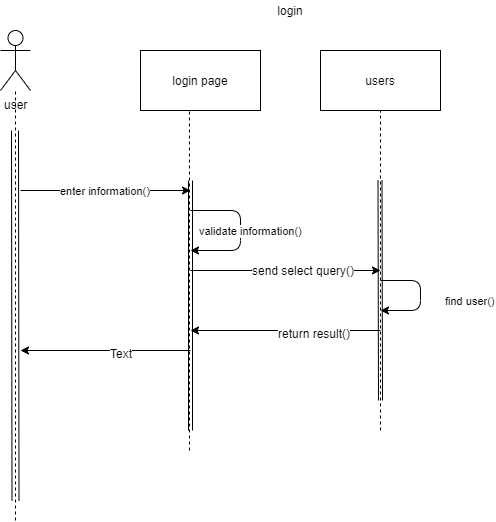 login
user
login page
users
enter information()
validate information()
send select query()
find user()
return result()
Text